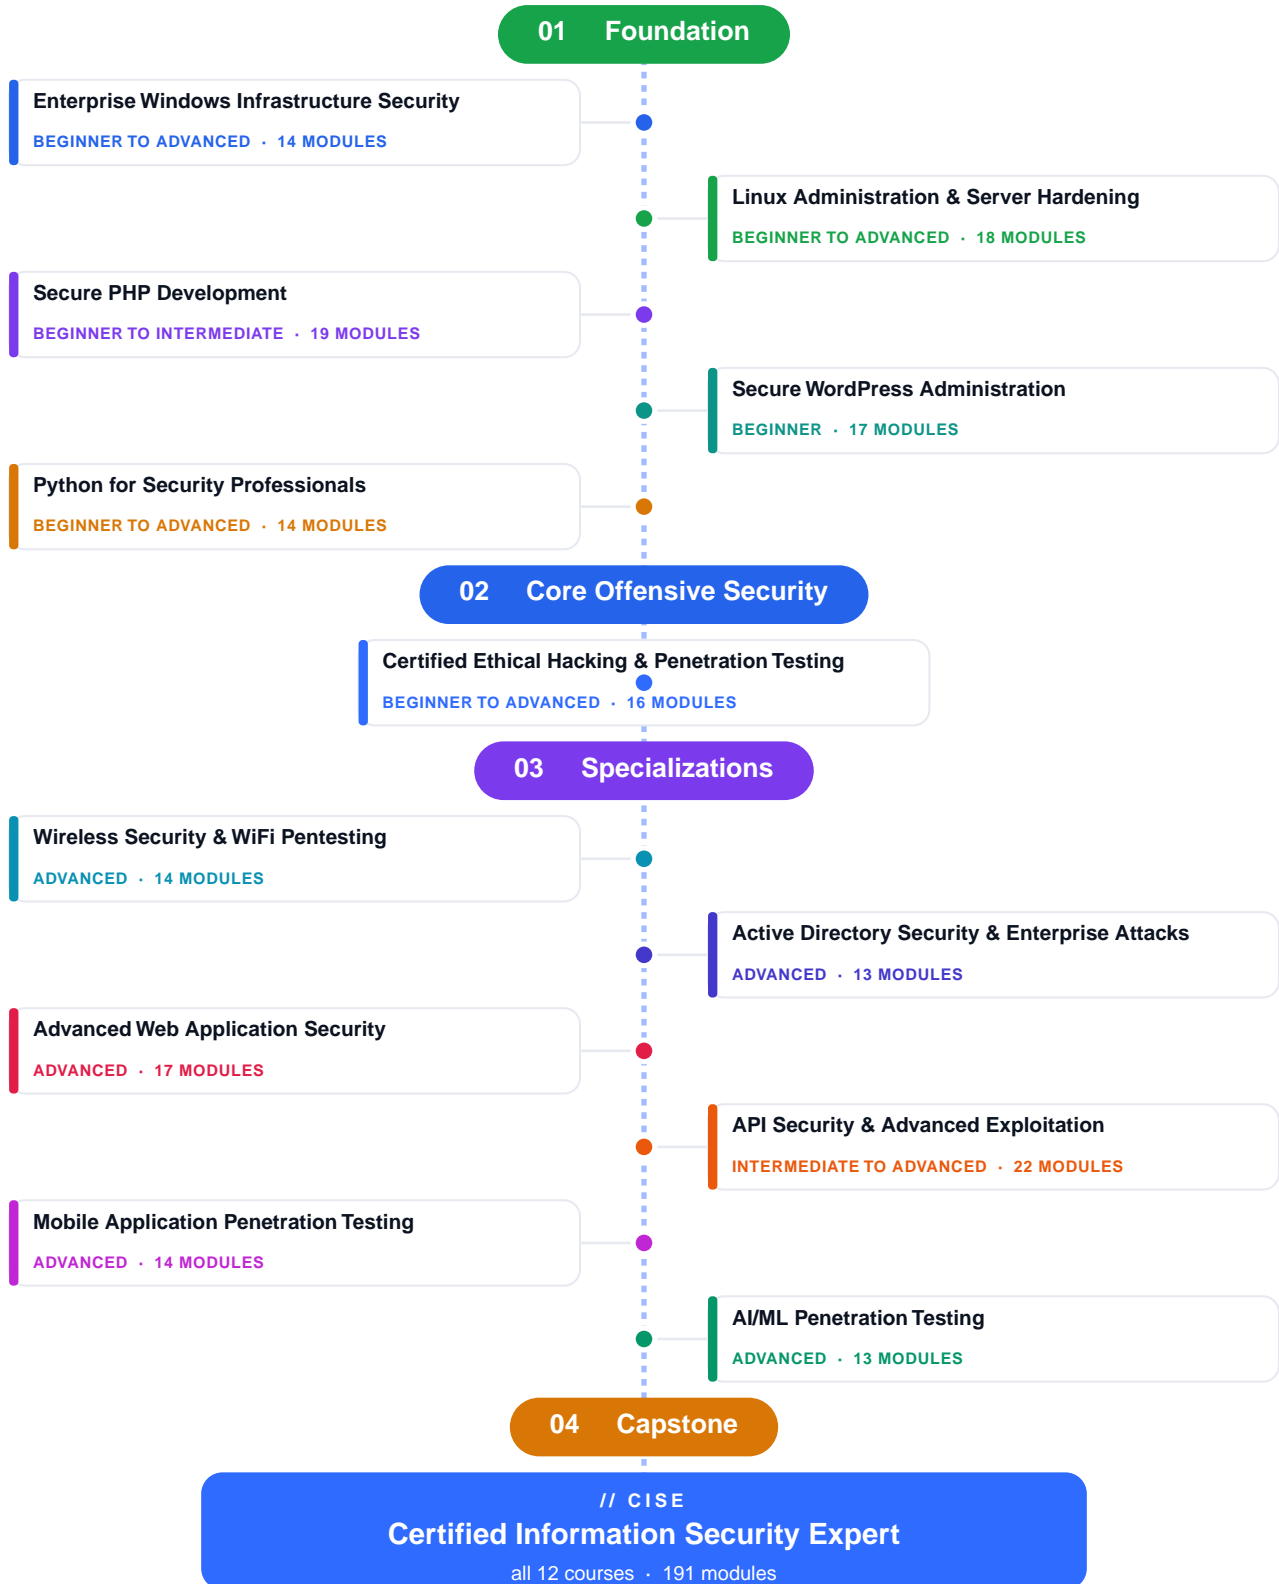 01 Foundation
Enterprise Windows Infrastructure Security
BEGINNER TO ADVANCED · 14 MODULES
Linux Administration & Server Hardening
BEGINNER TO ADVANCED · 18 MODULES
Secure PHP Development
BEGINNER TO INTERMEDIATE · 19 MODULES
Secure WordPress Administration
BEGINNER · 17 MODULES
Python for Security Professionals
BEGINNER TO ADVANCED · 14 MODULES
02 Core Offensive Security
Certified Ethical Hacking & Penetration Testing
BEGINNER TO ADVANCED · 16 MODULES
03 Specializations
Wireless Security & WiFi Pentesting
ADVANCED · 14 MODULES
Active Directory Security & Enterprise Attacks
ADVANCED · 13 MODULES
Advanced Web Application Security
ADVANCED · 17 MODULES
API Security & Advanced Exploitation
INTERMEDIATE TO ADVANCED · 22 MODULES
Mobile Application Penetration Testing
ADVANCED · 14 MODULES
AI/ML Penetration Testing
ADVANCED · 13 MODULES
04 Capstone
// CISE
Certified Information Security Expert
all 12 courses · 191 modules